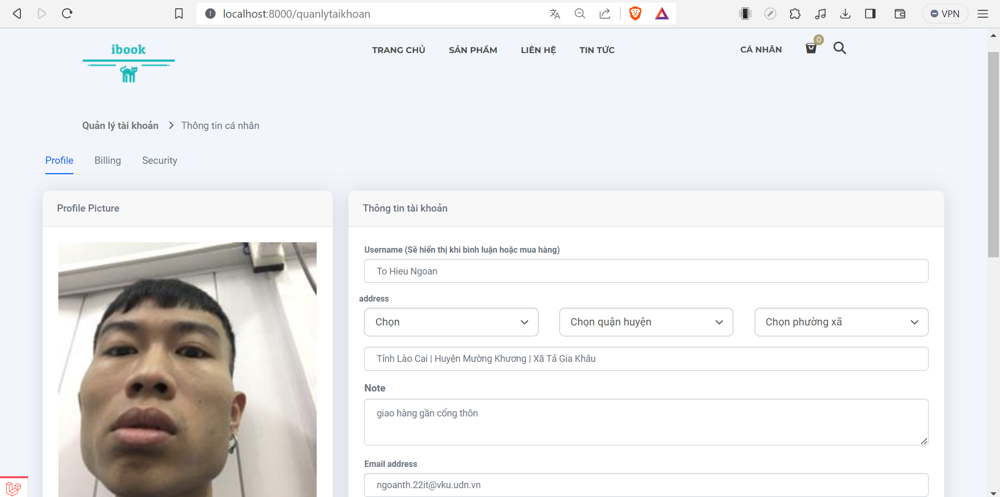 localhost:8000/quanlytaikhoan
VPN
ibook
TRANG CHỦ SẢN PHẨM LIÊN HỆ TIN TỨC CÁ NHÂN 0
Quản lý tài khoản Thông tin cá nhân
Profile Billing Security
Profile Picture
Thông tin tài khoản
Username (Sẽ hiển thị khi bình luận hoặc mua hàng)
To Hieu Ngoan
address
Chọn Chọn quận huyện Chọn phường xã
Tỉnh Lào Cai | Huyện Mường Khương | Xã Tả Gia Khâu
Note
giao hàng gần cổng thôn
Email address
ngoanth.22it@vku.udn.vn